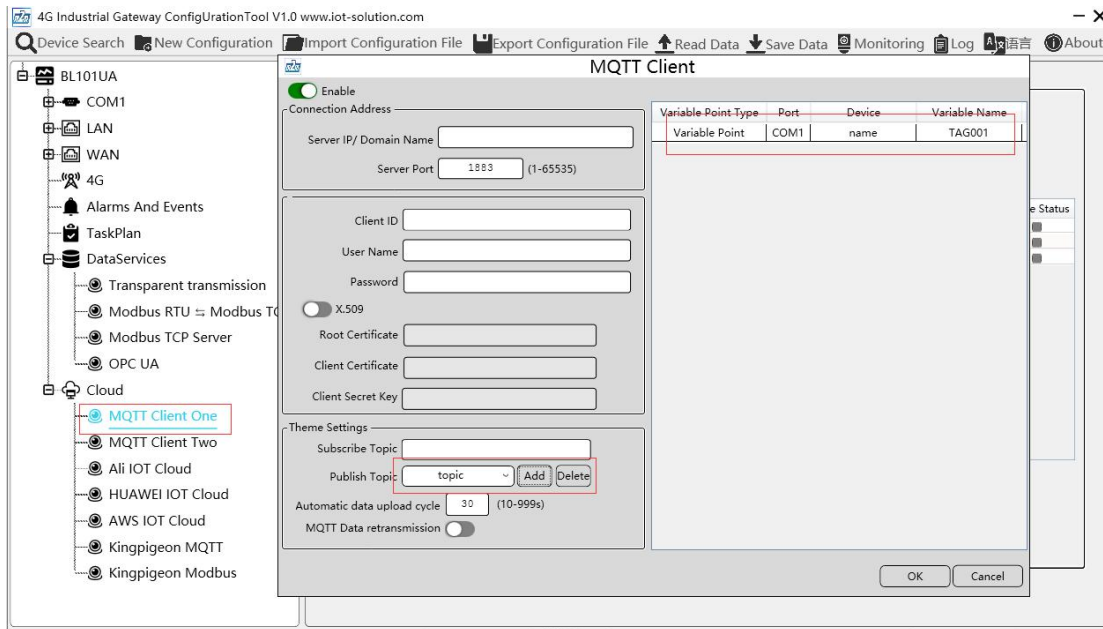 4G Industrial Gateway ConfigUrationTool V1.0 www.iot-solution.com
Device Search New Configuration Import Configuration File Export Configuration File Read Data Save Data Monitoring Log 语言 About
BL101UA
COM1
LAN
WAN
4G
Alarms And Events
TaskPlan
DataServices
Transparent transmission
Modbus RTU ⇆ Modbus TC
Modbus TCP Server
OPC UA
Cloud
MQTT Client One
MQTT Client Two
Ali IOT Cloud
HUAWEI IOT Cloud
AWS IOT Cloud
Kingpigeon MQTT
Kingpigeon Modbus
MQTT Client
Enable
Connection Address
Server IP/ Domain Name
Server Port 1883 (1-65535)
Client ID
User Name
Password
X.509
Root Certificate
Client Certificate
Client Secret Key
Theme Settings
Subscribe Topic
Publish Topic topic Add Delete
Automatic data upload cycle 30 (10-999s)
MQTT Data retransmission
Variable Point Type Port Device Variable Name
Variable Point COM1 name TAG001
OK Cancel
e Status